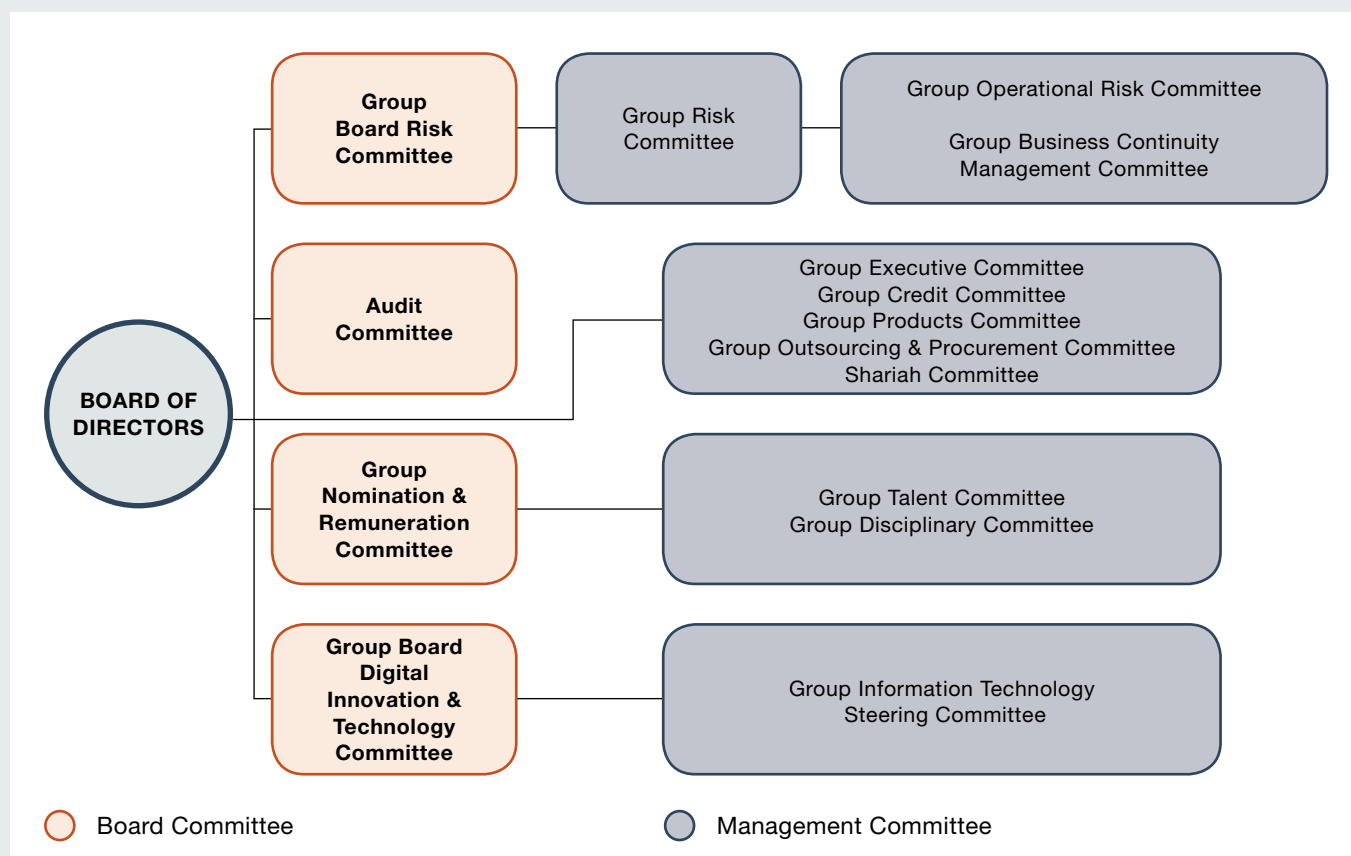 Group
Board Risk
Committee
Group Risk
Committee
Group Operational Risk Committee
Group Business Continuity
Management Committee
Audit
Committee
Group Executive Committee
Group Credit Committee
Group Products Committee
Group Outsourcing & Procurement Committee
Shariah Committee
BOARD OF
DIRECTORS
Group
Nomination &
Remuneration
Committee
Group Talent Committee
Group Disciplinary Committee
Group Board
Digital
Innovation &
Technology
Committee
Group Information Technology
Steering Committee
Board Committee
Management Committee